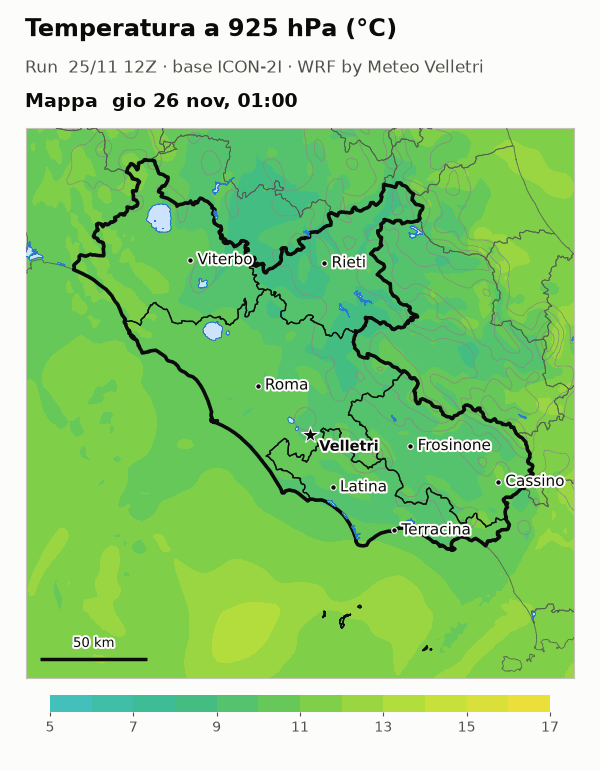 Temperatura a 925 hPa (°C)
Run  25/11 12Z · base ICON-2I · WRF by Meteo Velletri
Mappa  gio 26 nov, 01:00
Viterbo
Rieti
Roma
Velletri
Frosinone
Cassino
Latina
Terracina
50 km
5 7 9 11 13 15 17